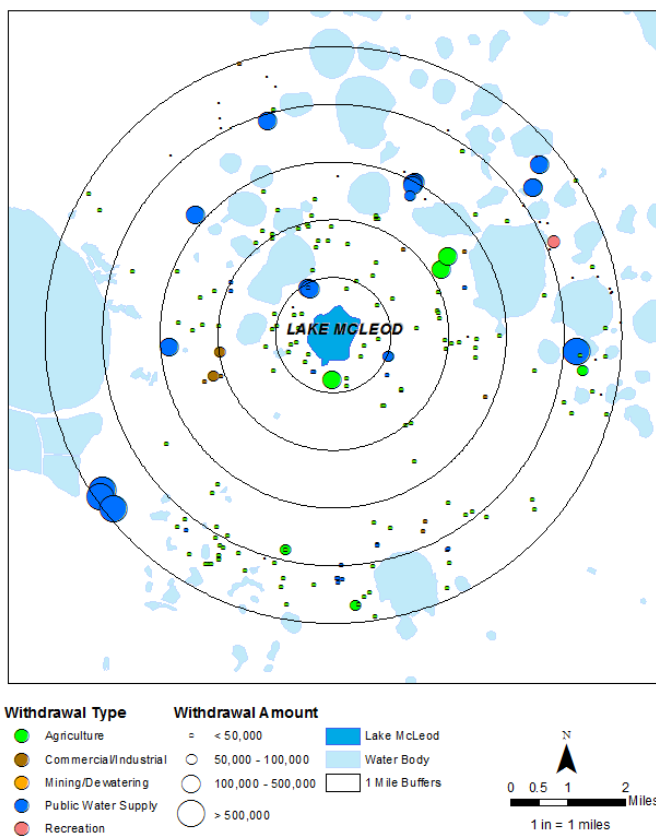 LAKE MCLEOD
Withdrawal Type
Agriculture
Commercial/Industrial
Mining/Dewatering
Public Water Supply
Recreation
Withdrawal Amount
< 50,000
50,000 - 100,000
100,000 - 500,000
> 500,000
Lake McLeod
Water Body
1 Mile Buffers
N
0 0.5 1 2
Miles
1 in = 1 miles